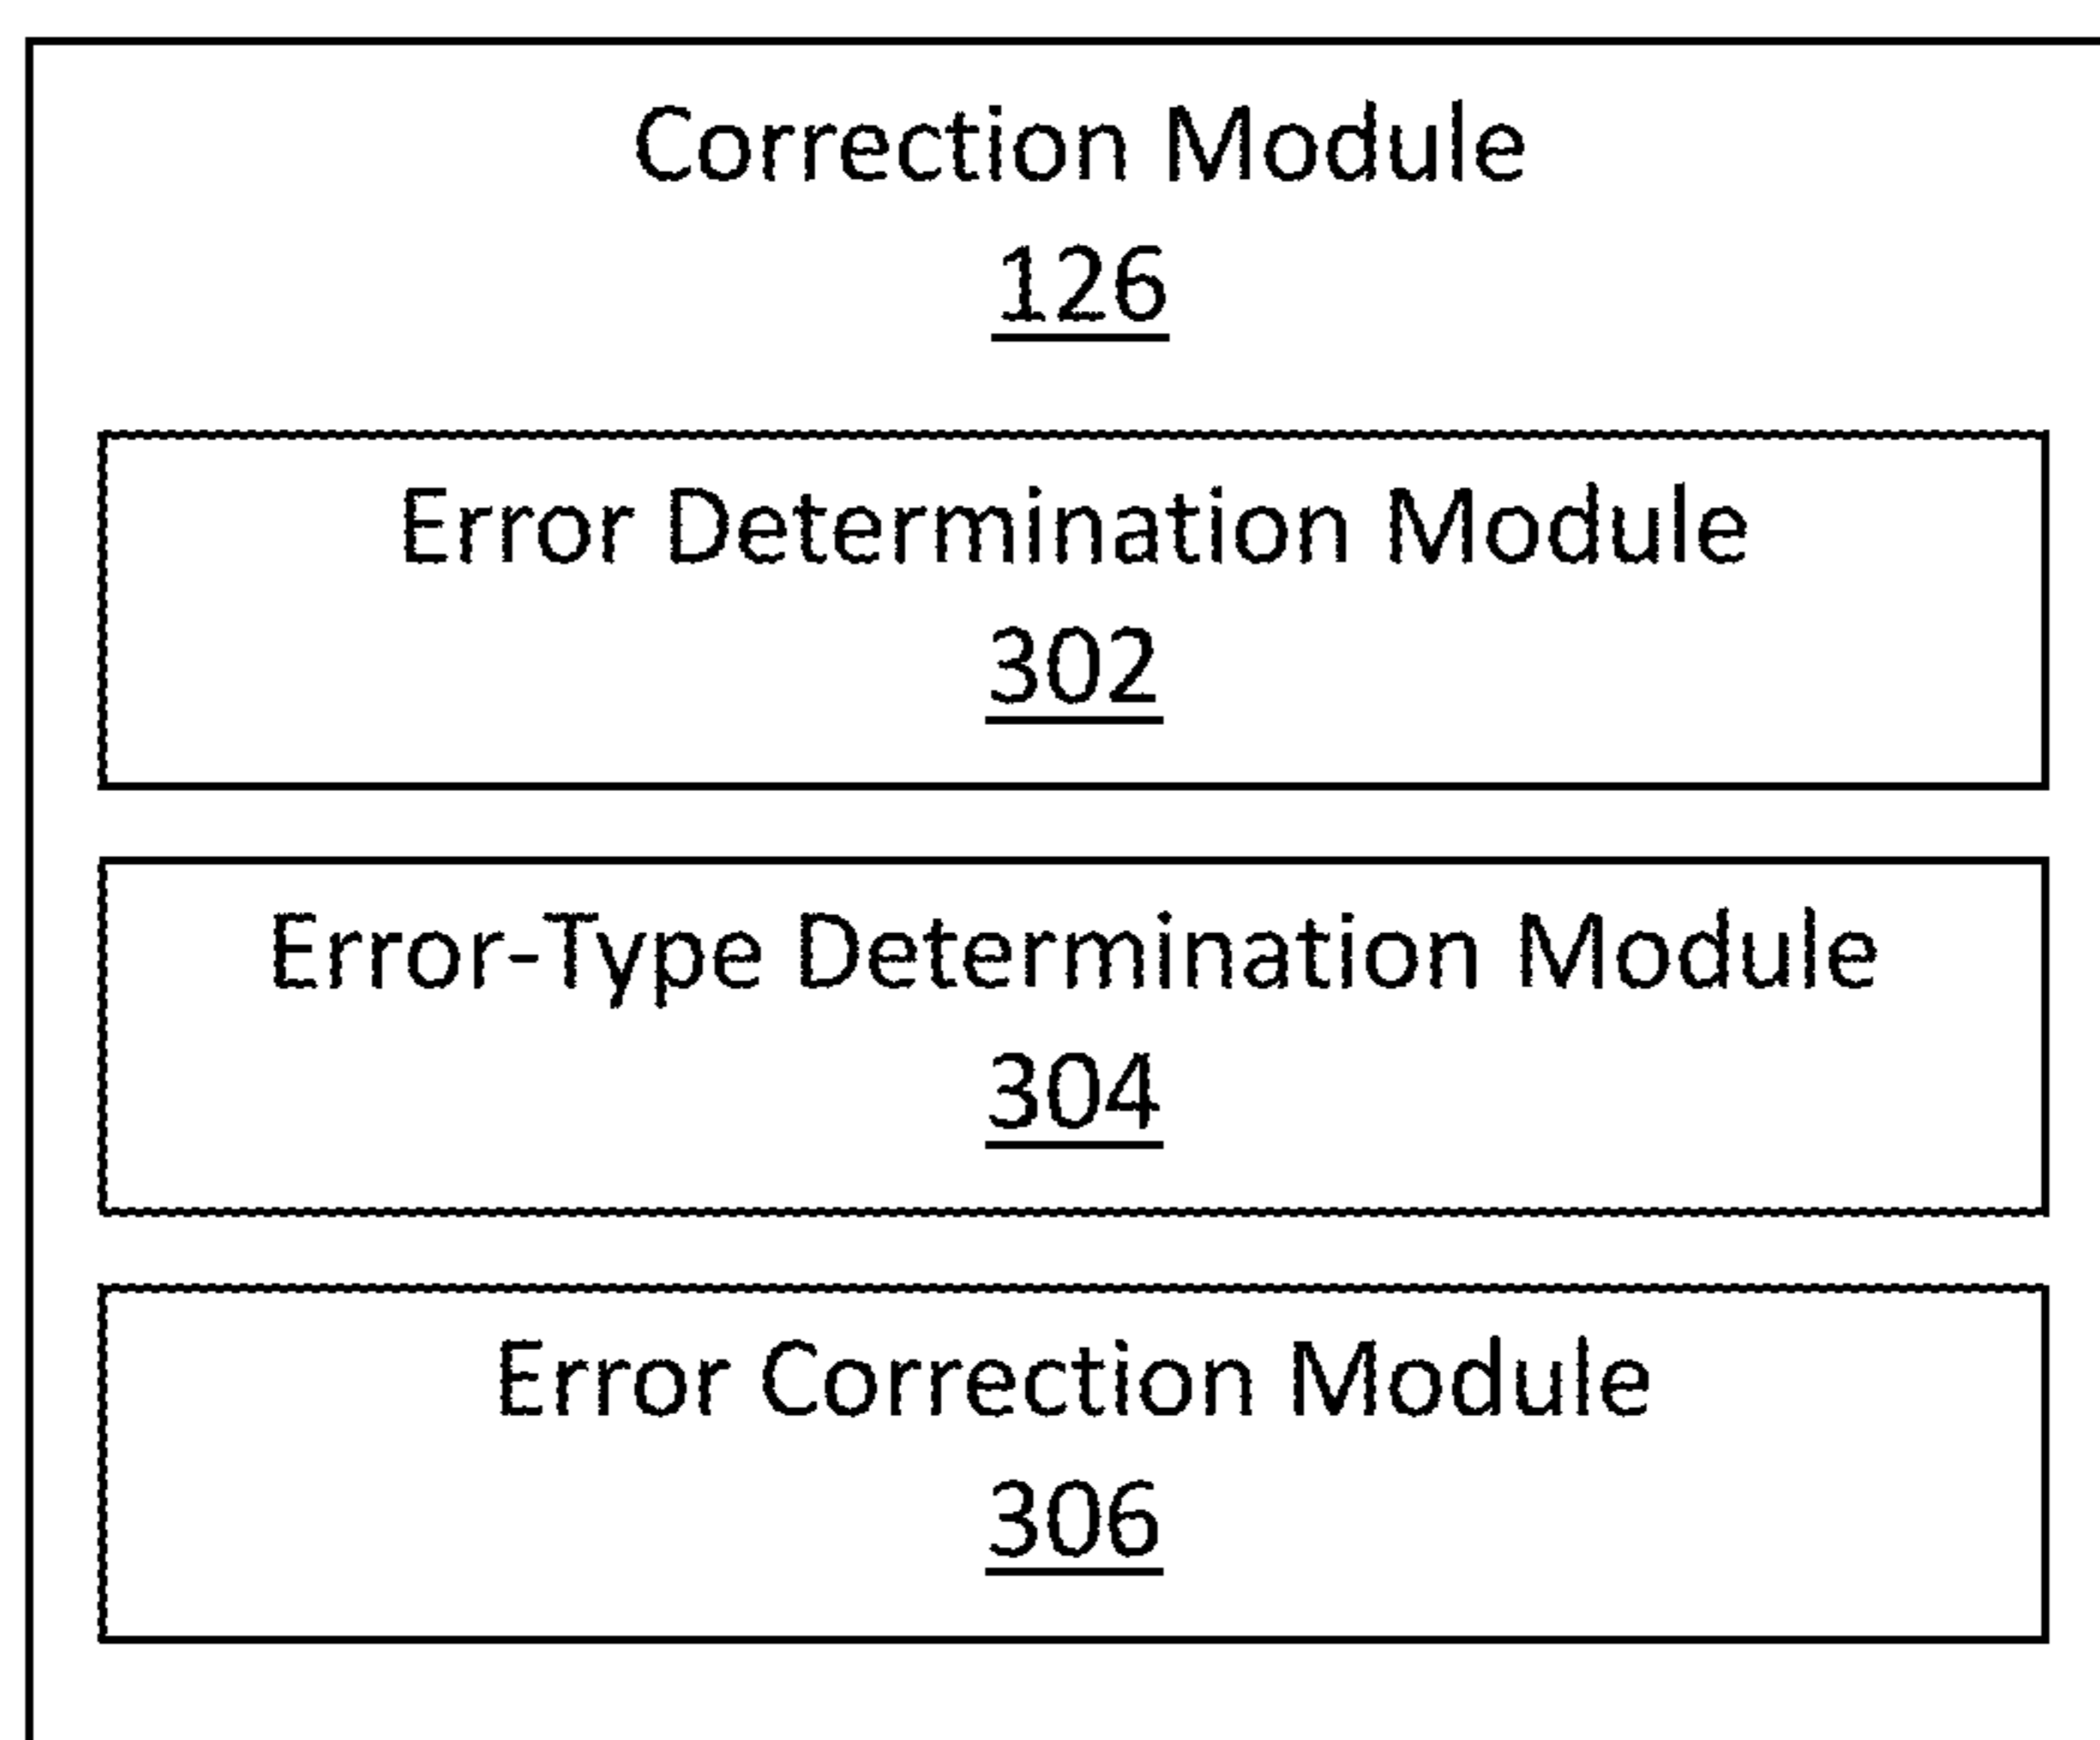 Correction Module
126
Error Determination Module
302
Error-Type Determination Module
304
Error Correction Module
306